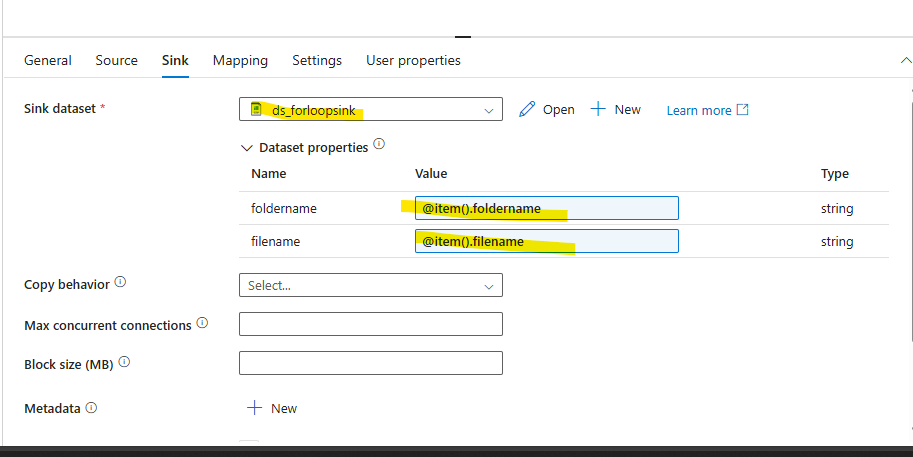 General Source Sink Mapping Settings User properties
Sink dataset * ds_forloopsink Open New Learn more
Dataset properties
Name Value Type
foldername @item().foldername string
filename @item().filename string
Copy behavior Select...
Max concurrent connections
Block size (MB)
Metadata New